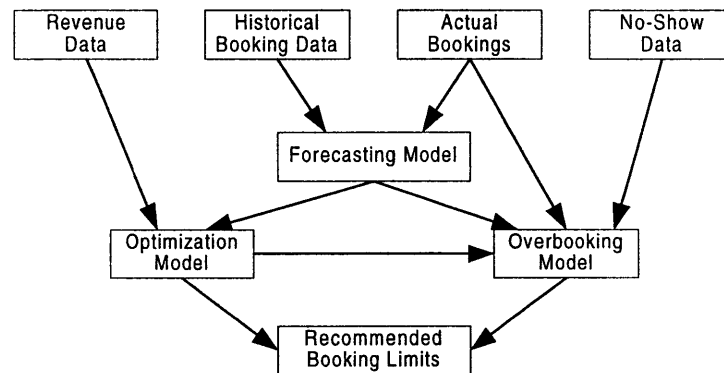 Revenue
Data
Historical
Booking Data
Actual
Bookings
No-Show
Data
Forecasting Model
Optimization
Model
Overbooking
Model
Recommended
Booking Limits